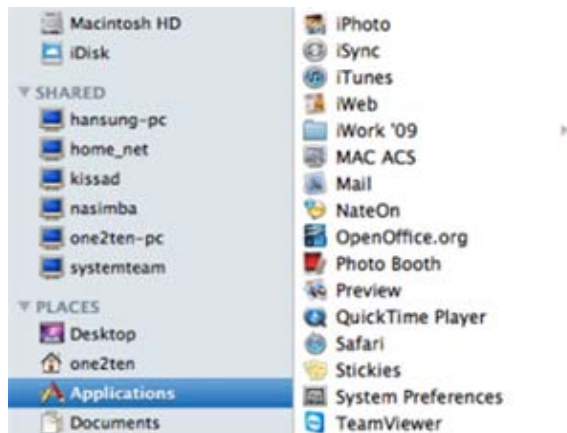 Macintosh HD
iDisk
SHARED
hansung-pc
home_net
kissad
nasimba
one2ten-pc
systemteam
PLACES
Desktop
one2ten
Applications
Documents
iPhoto
iSync
iTunes
iWeb
iWork '09
MAC ACS
Mail
NateOn
OpenOffice.org
Photo Booth
Preview
QuickTime Player
Safari
Stickies
System Preferences
TeamViewer